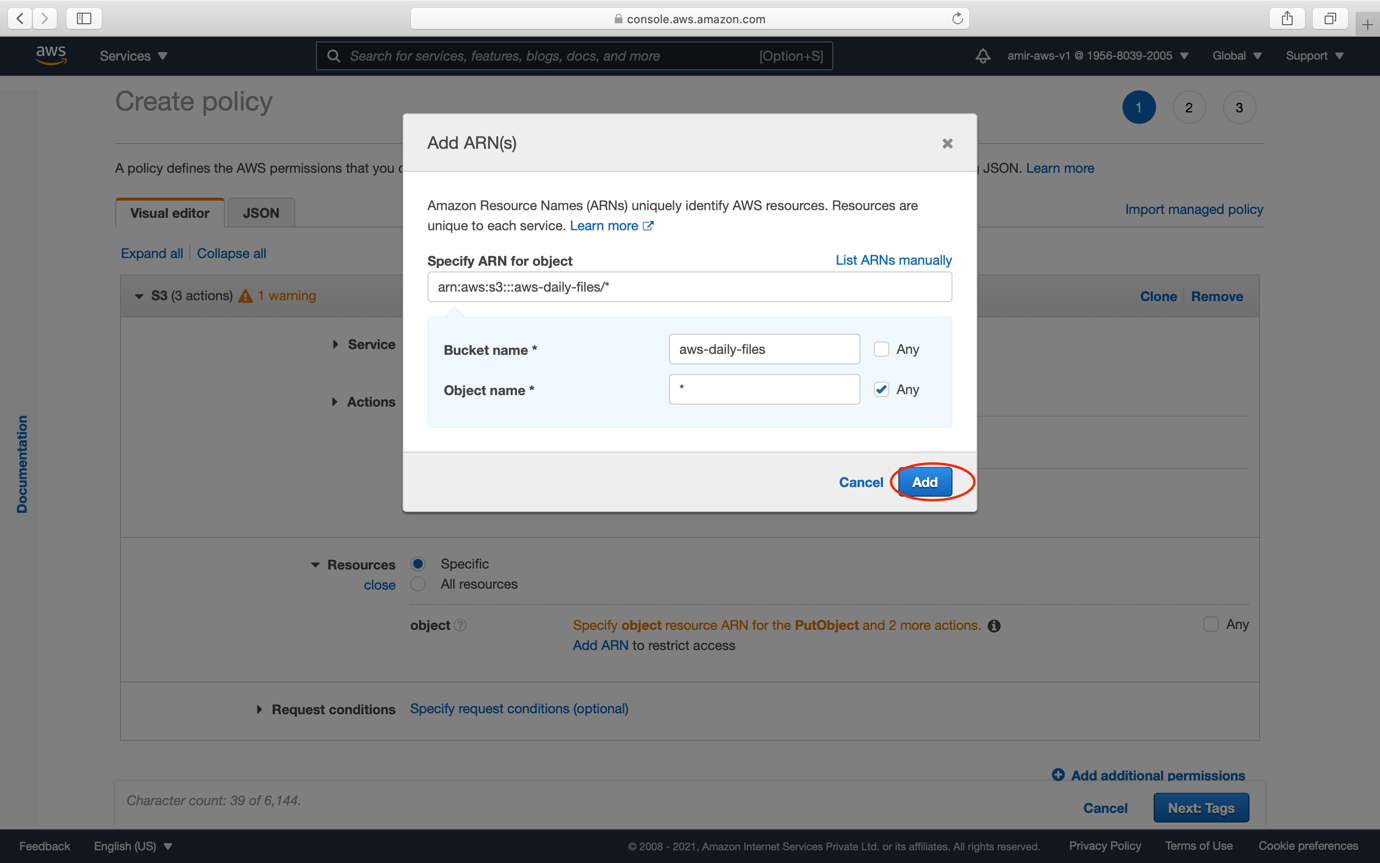 console.aws.amazon.com
aws
Services
Search for services, features, blogs, docs, and more
[Option+S]
amir-aws-v1 @ 1956-8039-2005
Global
Support
Create policy
1
2
3
A policy defines the AWS permissions that you c
JSON. Learn more
Visual editor
JSON
Import managed policy
Expand all
Collapse all
S3 (3 actions)
1 warning
Clone
Remove
Service
Actions
Documentation
Add ARN(s)
Amazon Resource Names (ARNs) uniquely identify AWS resources. Resources are
unique to each service. Learn more
Specify ARN for object
List ARNs manually
arn:aws:s3:::aws-daily-files/*
Bucket name *
aws-daily-files
Any
Object name *
*
Any
Cancel
Add
Resources
Specific
close
All resources
object
Specify object resource ARN for the PutObject and 2 more actions.
Any
Add ARN to restrict access
Request conditions
Specify request conditions (optional)
Add additional permissions
Character count: 39 of 6,144.
Cancel
Next: Tags
Feedback
English (US)
© 2008 - 2021, Amazon Internet Services Private Ltd. or its affiliates. All rights reserved.
Privacy Policy
Terms of Use
Cookie preferences